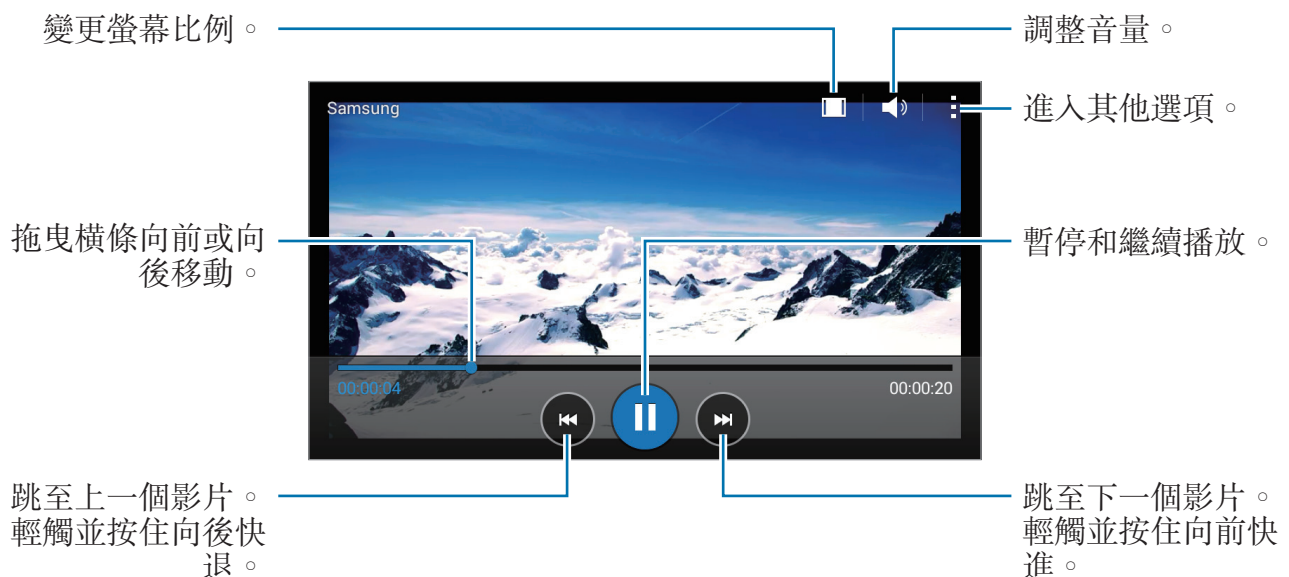 變更螢幕比例。
調整音量。
Samsung
進入其他選項。
拖曳橫條向前或向
後移動。
暫停和繼續播放。
00:00:04
00:00:20
跳至上一個影片。
輕觸並按住向後快
退。
跳至下一個影片。
輕觸並按住向前快
進。